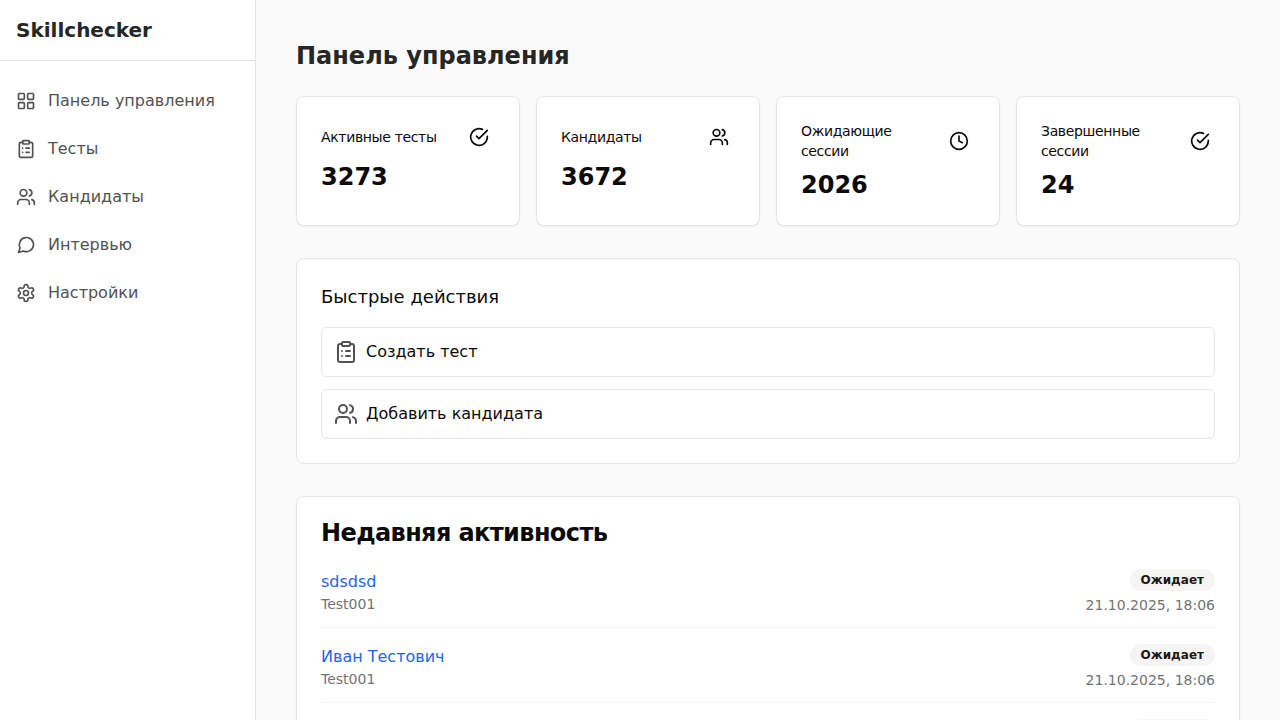 Skillchecker
Панель управления
Тесты
Кандидаты
Интервью
Настройки
Панель управления
Активные тесты
3273
Кандидаты
3672
Ожидающие
сессии
2026
Завершенные
сессии
24
Быстрые действия
Создать тест
Добавить кандидата
Недавняя активность
sdsdsd
Ожидает
Test001
21.10.2025, 18:06
Иван Тестович
Ожидает
Test001
21.10.2025, 18:06